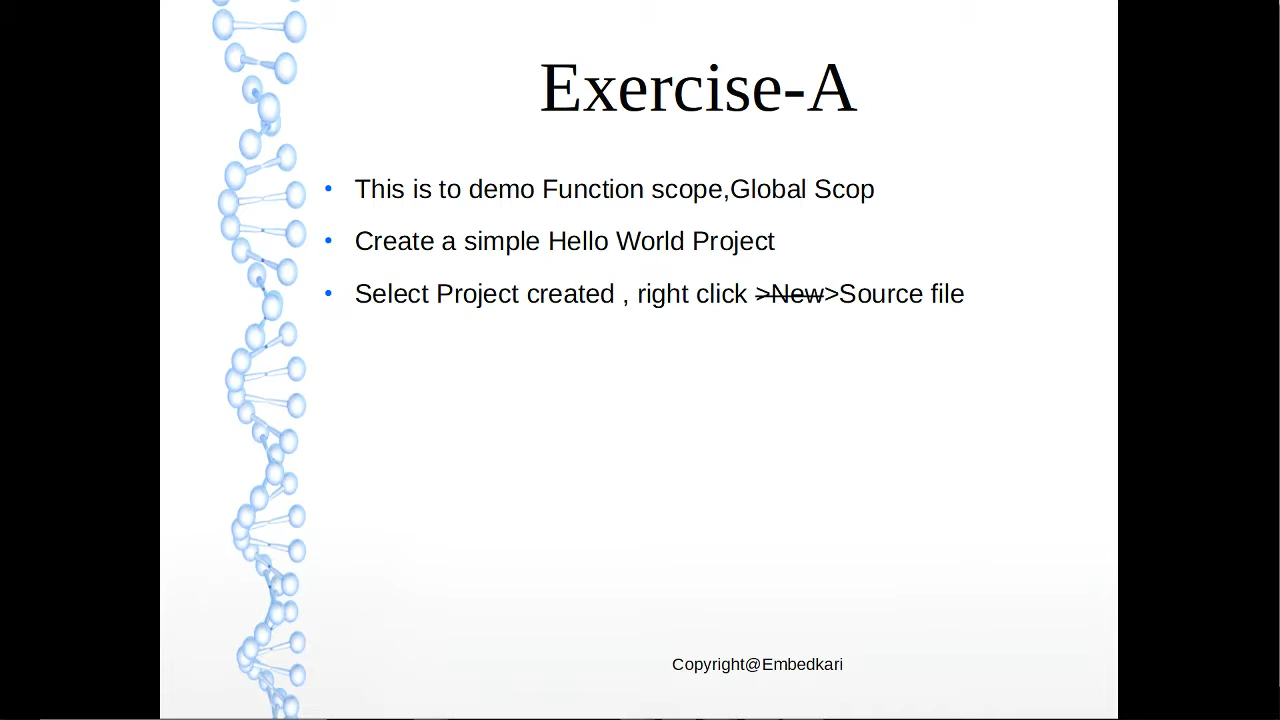 Exercise-A
• This is to demo Function scope,Global Scop
• Create a simple Hello World Project
• Select Project created , right click >New>Source file
Copyright@Embedkari